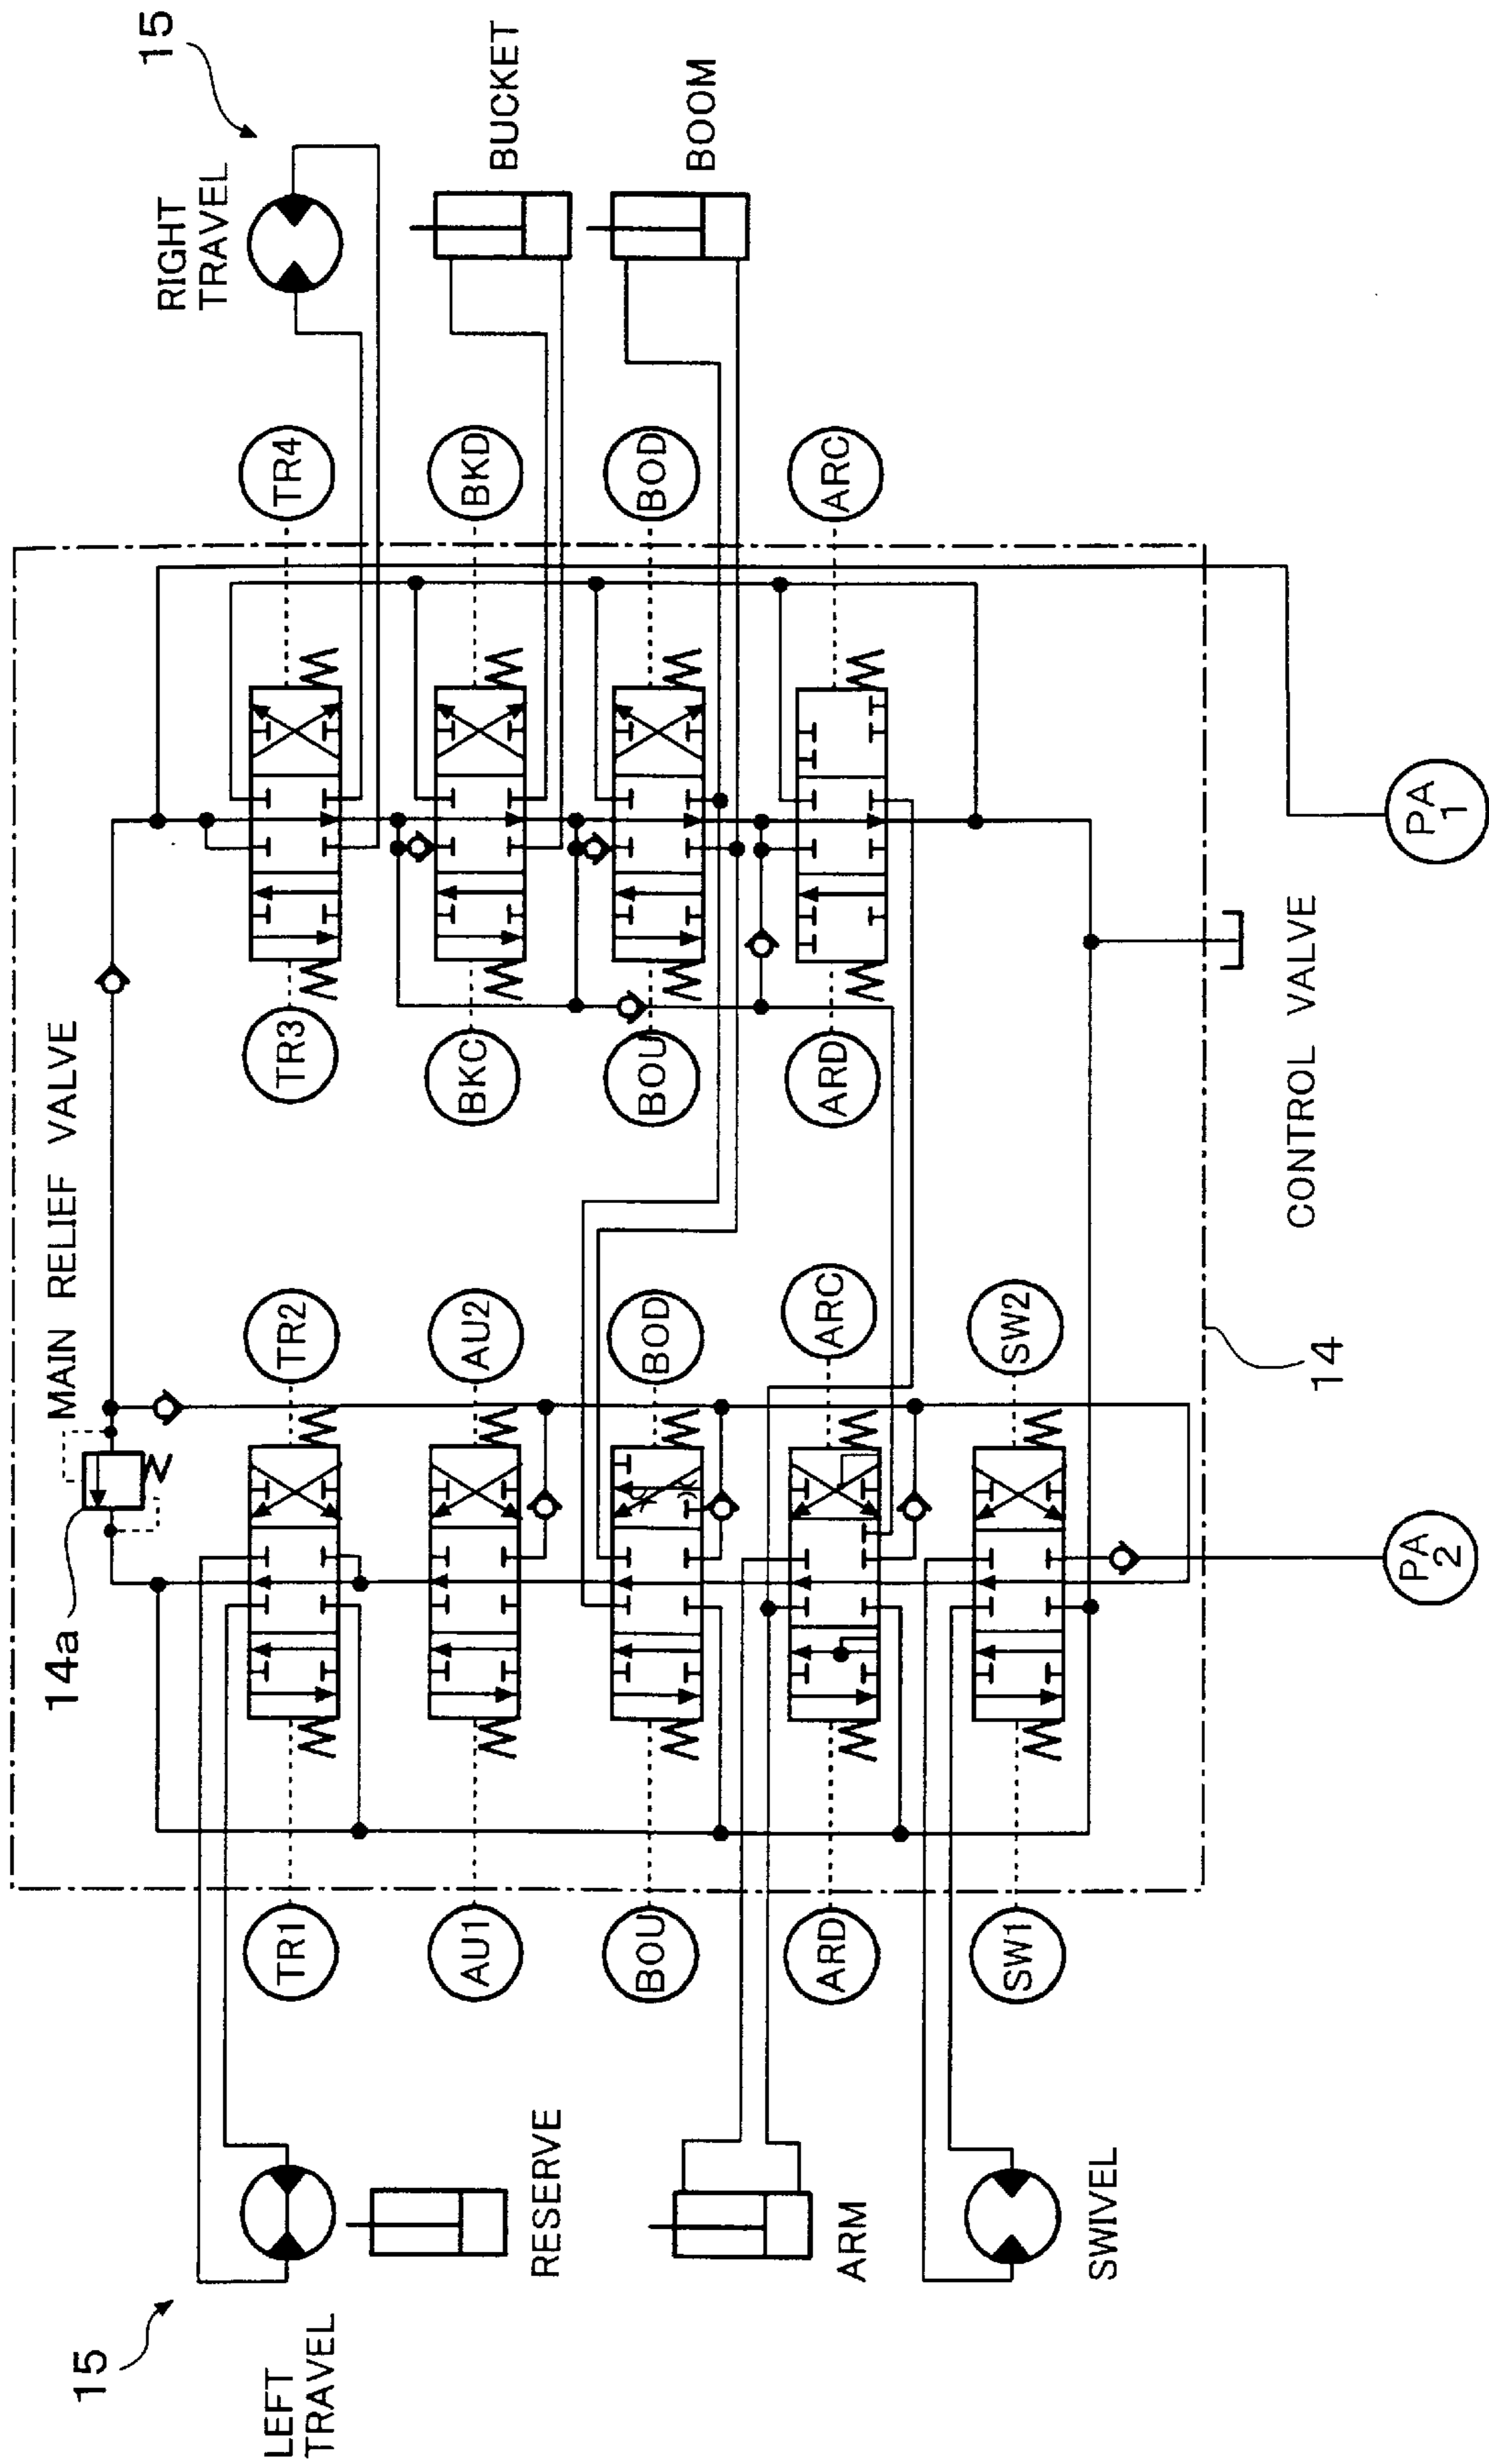 14a
MAIN RELIEF VALVE
15
15
RIGHT
TRAVEL
LEFT
TRAVEL
TR1
TR2
TR3
TR4
AU1
AU2
BKC
BKD
BUCKET
RESERVE
BOU
BOD
BOU
BOD
BOOM
ARD
ARC
ARD
ARC
ARM
SW1
SW2
SWIVEL
CONTROL VALVE
14
PA
2
PA
1